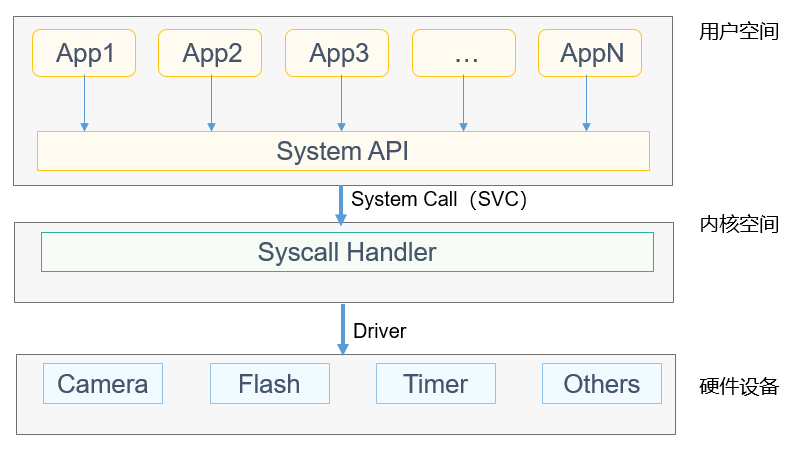 用户空间
App1 App2 App3 … AppN
System API
System Call（SVC）
内核空间
Syscall Handler
Driver
Camera Flash Timer Others
硬件设备